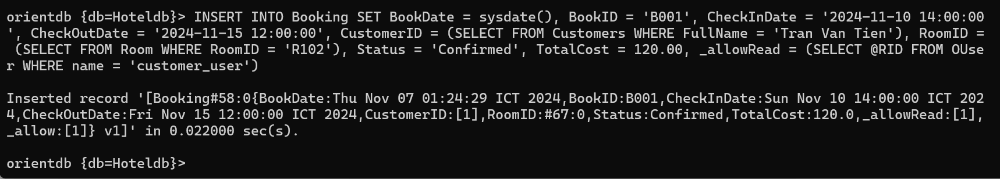 orientdb {db=Hoteldb}> INSERT INTO Booking SET BookDate = sysdate(), BookID = 'B001', CheckInDate = '2024-11-10 14:00:00
', CheckOutDate = '2024-11-15 12:00:00', CustomerID = (SELECT FROM Customers WHERE FullName = 'Tran Van Tien'), RoomID =
(SELECT FROM Room WHERE RoomID = 'R102'), Status = 'Confirmed', TotalCost = 120.00, _allowRead = (SELECT @RID FROM OUse
r WHERE name = 'customer_user')
Inserted record '[Booking#58:0{BookDate:Thu Nov 07 01:24:29 ICT 2024,BookID:B001,CheckInDate:Sun Nov 10 14:00:00 ICT 202
4,CheckOutDate:Fri Nov 15 12:00:00 ICT 2024,CustomerID:[1],RoomID:#67:0,Status:Confirmed,TotalCost:120.0,_allowRead:[1],
_allow:[1]} v1]' in 0.022000 sec(s).
orientdb {db=Hoteldb}>